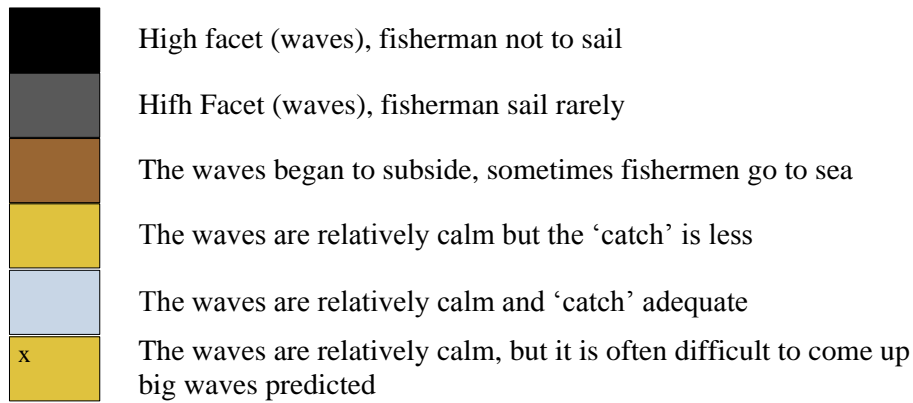 High facet (waves), fisherman not to sail
Hifh Facet (waves), fisherman sail rarely
The waves began to subside, sometimes fishermen go to sea
The waves are relatively calm but the ‘catch’ is less
The waves are relatively calm and ‘catch’ adequate
x
The waves are relatively calm, but it is often difficult to come up
big waves predicted